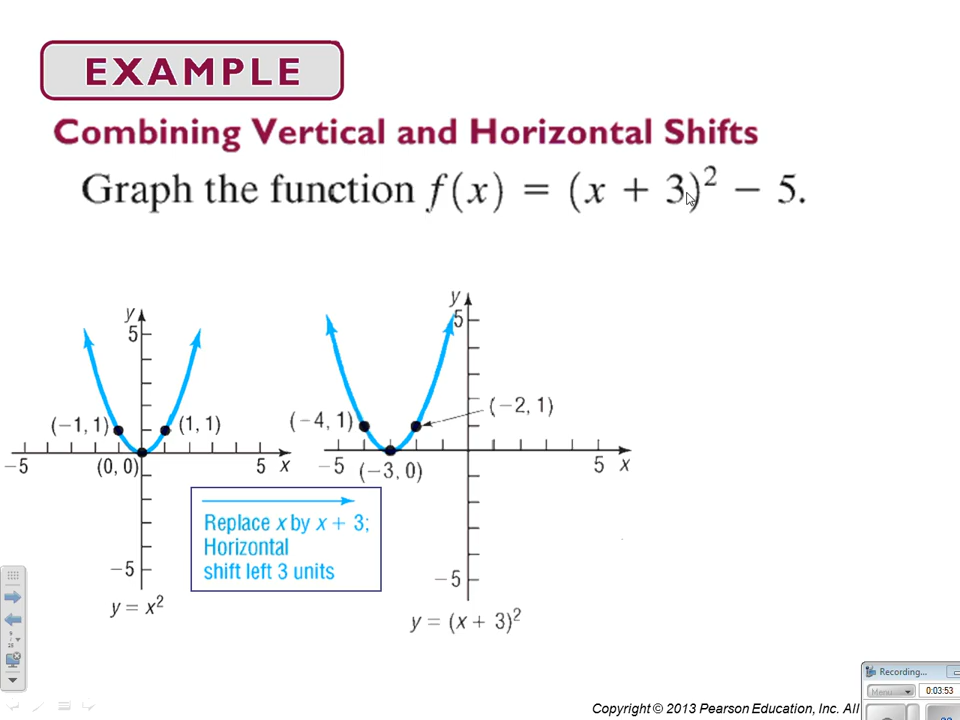 EXAMPLE
Combining Vertical and Horizontal Shifts
Graph the function f(x) = (x + 3)² − 5.
y
5
(−1, 1)
(1, 1)
−5
(0, 0)
5
x
−5
y = x²
Replace x by x + 3;
Horizontal
shift left 3 units
y
5
(−4, 1)
(−2, 1)
−5
(−3, 0)
5
x
−5
y = (x + 3)²
Recording...
Menu
0:03:53
Copyright © 2013 Pearson Education, Inc. All